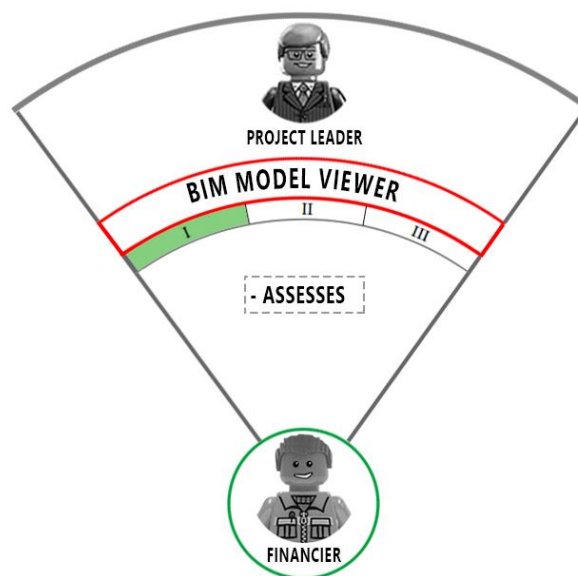 PROJECT LEADER
BIM MODEL VIEWER
I II III
- ASSESSES
FINANCIER